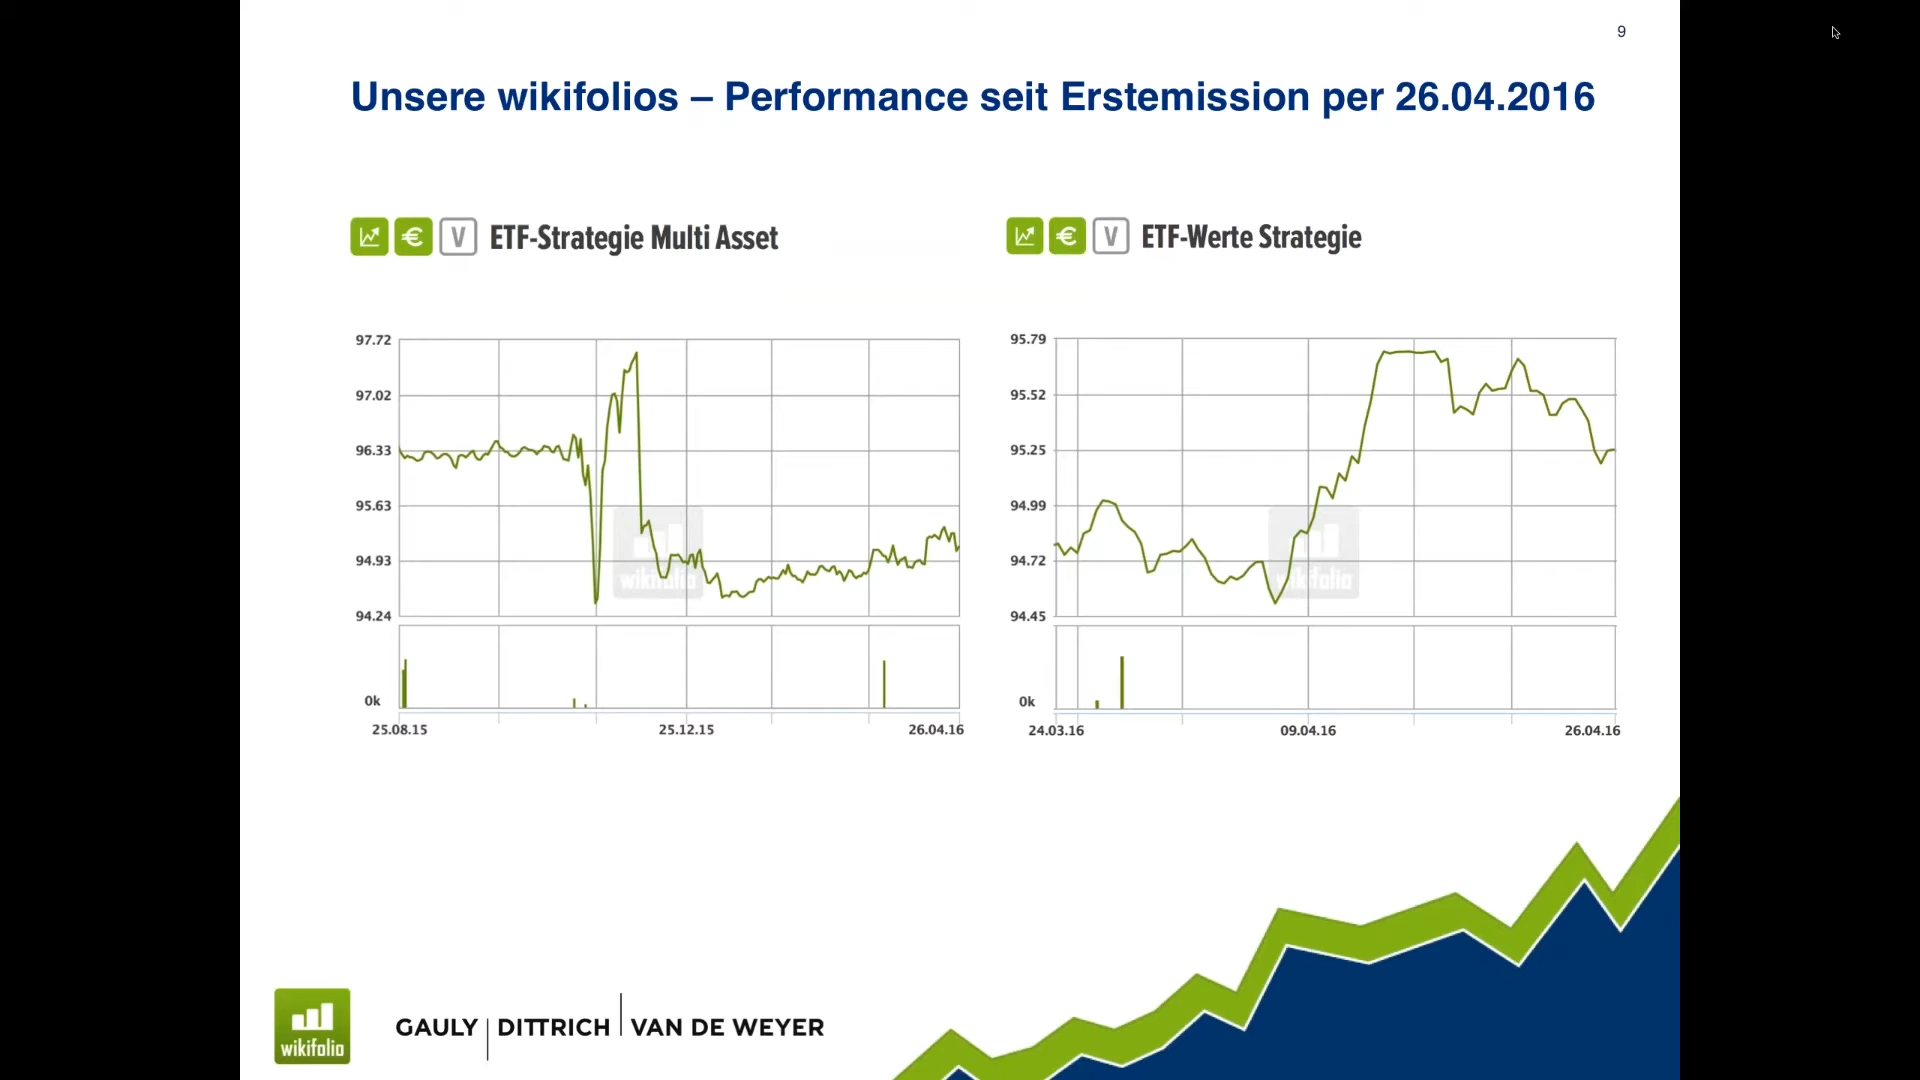 9
Unsere wikifolios – Performance seit Erstemission per 26.04.2016
€ V ETF-Strategie Multi Asset
€ V ETF-Werte Strategie
97.72
97.02
96.33
95.63
94.93
94.24
0k
25.08.15 25.12.15 26.04.16
wikifolio
95.79
95.52
95.25
94.99
94.72
94.45
0k
24.03.16 09.04.16 26.04.16
wikifolio
wikifolio
GAULY DITTRICH VAN DE WEYER